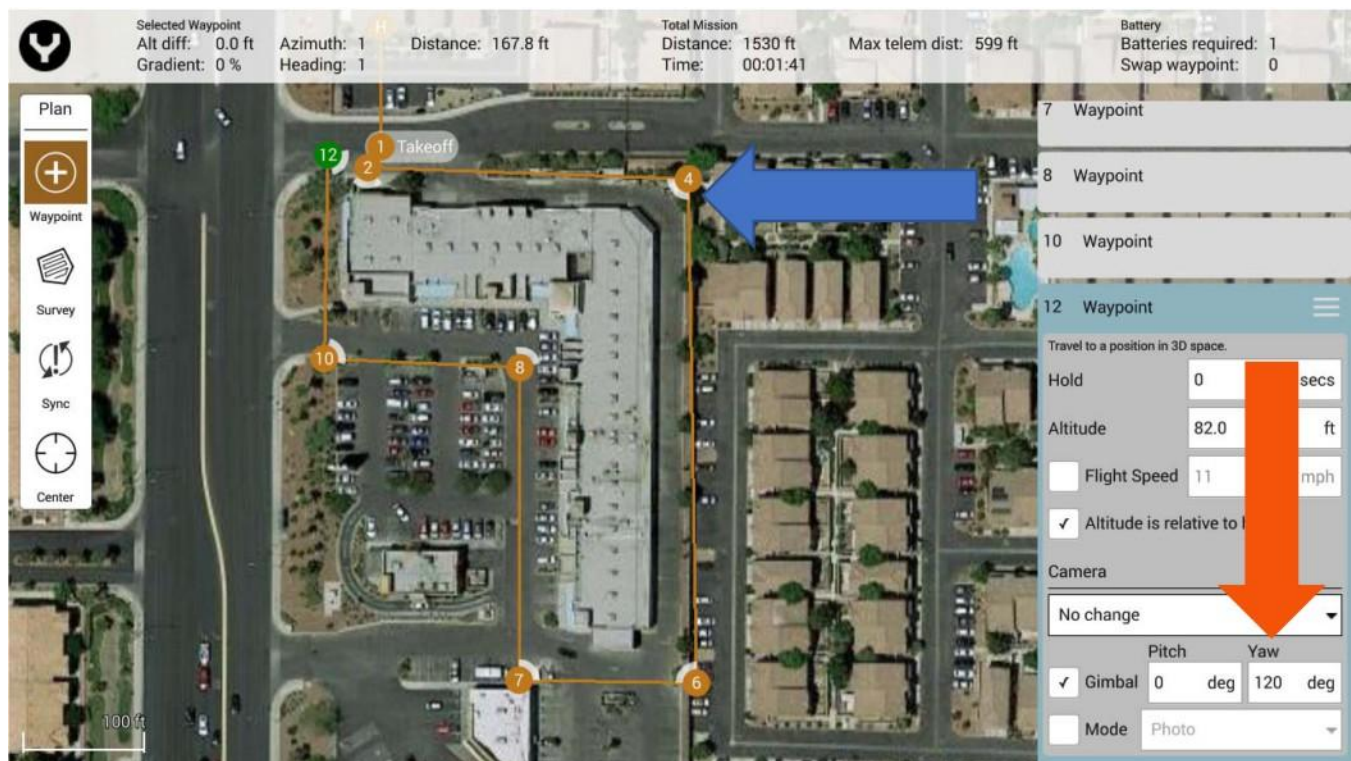 Selected Waypoint
Alt diff: 0.0 ft Azimuth: 1 Distance: 167.8 ft
Gradient: 0 % Heading: 1
Total Mission
Distance: 1530 ft Max telem dist: 599 ft
Time: 00:01:41
Battery
Batteries required: 1
Swap waypoint: 0
H
Plan
Waypoint
Survey
Sync
Center
1 Takeoff
12
2
4
10
8
7
6
100 ft
7 Waypoint
8 Waypoint
10 Waypoint
12 Waypoint
Travel to a position in 3D space.
Hold 0 secs
Altitude 82.0 ft
Flight Speed 11 mph
Altitude is relative to
Camera
No change
Pitch Yaw
Gimbal 0 deg 120 deg
Mode Photo